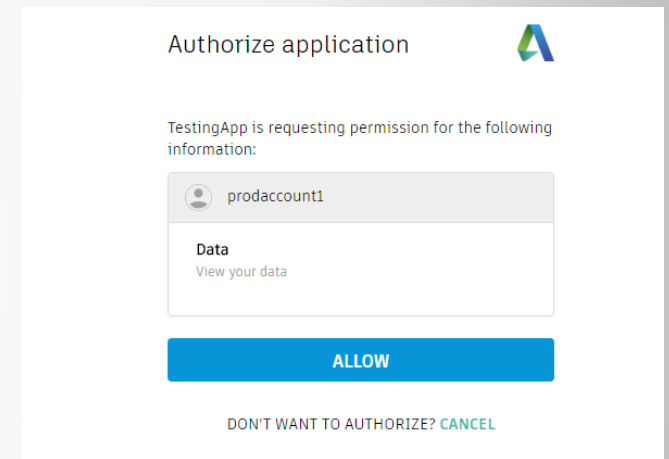 Authorize application
TestingApp is requesting permission for the following
information:
prodaccount1
Data
View your data
ALLOW
DON'T WANT TO AUTHORIZE? CANCEL